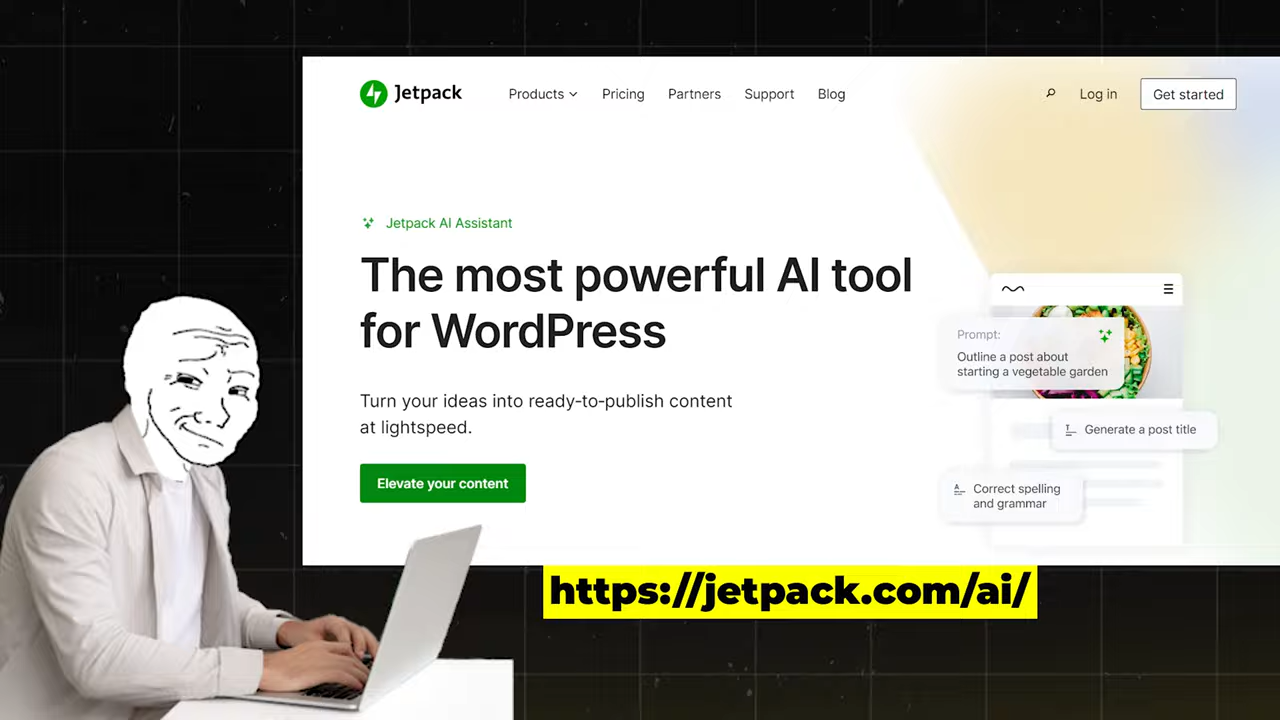 Jetpack
Products
Pricing
Partners
Support
Blog
Log in
Get started
Jetpack AI Assistant
The most powerful AI tool
for WordPress
Turn your ideas into ready-to-publish content
at lightspeed.
Elevate your content
Prompt:
Outline a post about
starting a vegetable garden
Generate a post title
Correct spelling
and grammar
https://jetpack.com/ai/